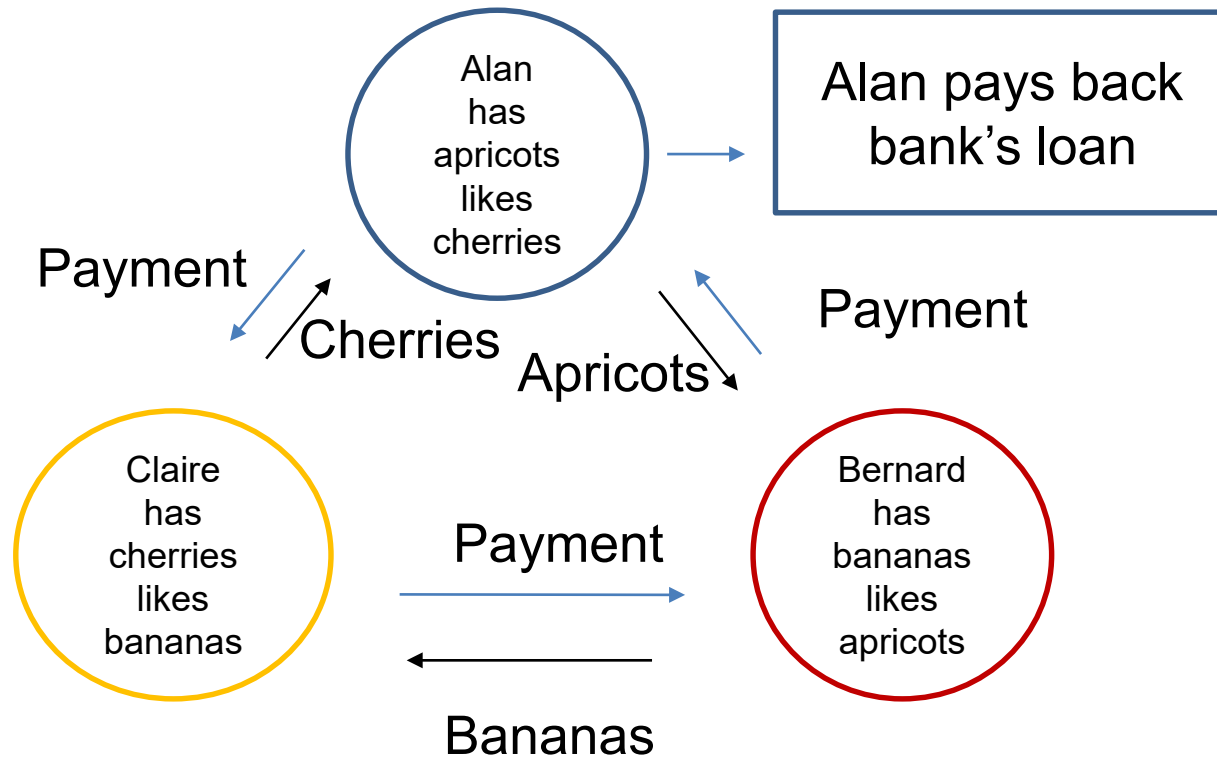 Alan
has
apricots
likes
cherries
Alan pays back
bank’s loan
Payment
Cherries
Apricots
Payment
Claire
has
cherries
likes
bananas
Payment
Bananas
Bernard
has
bananas
likes
apricots